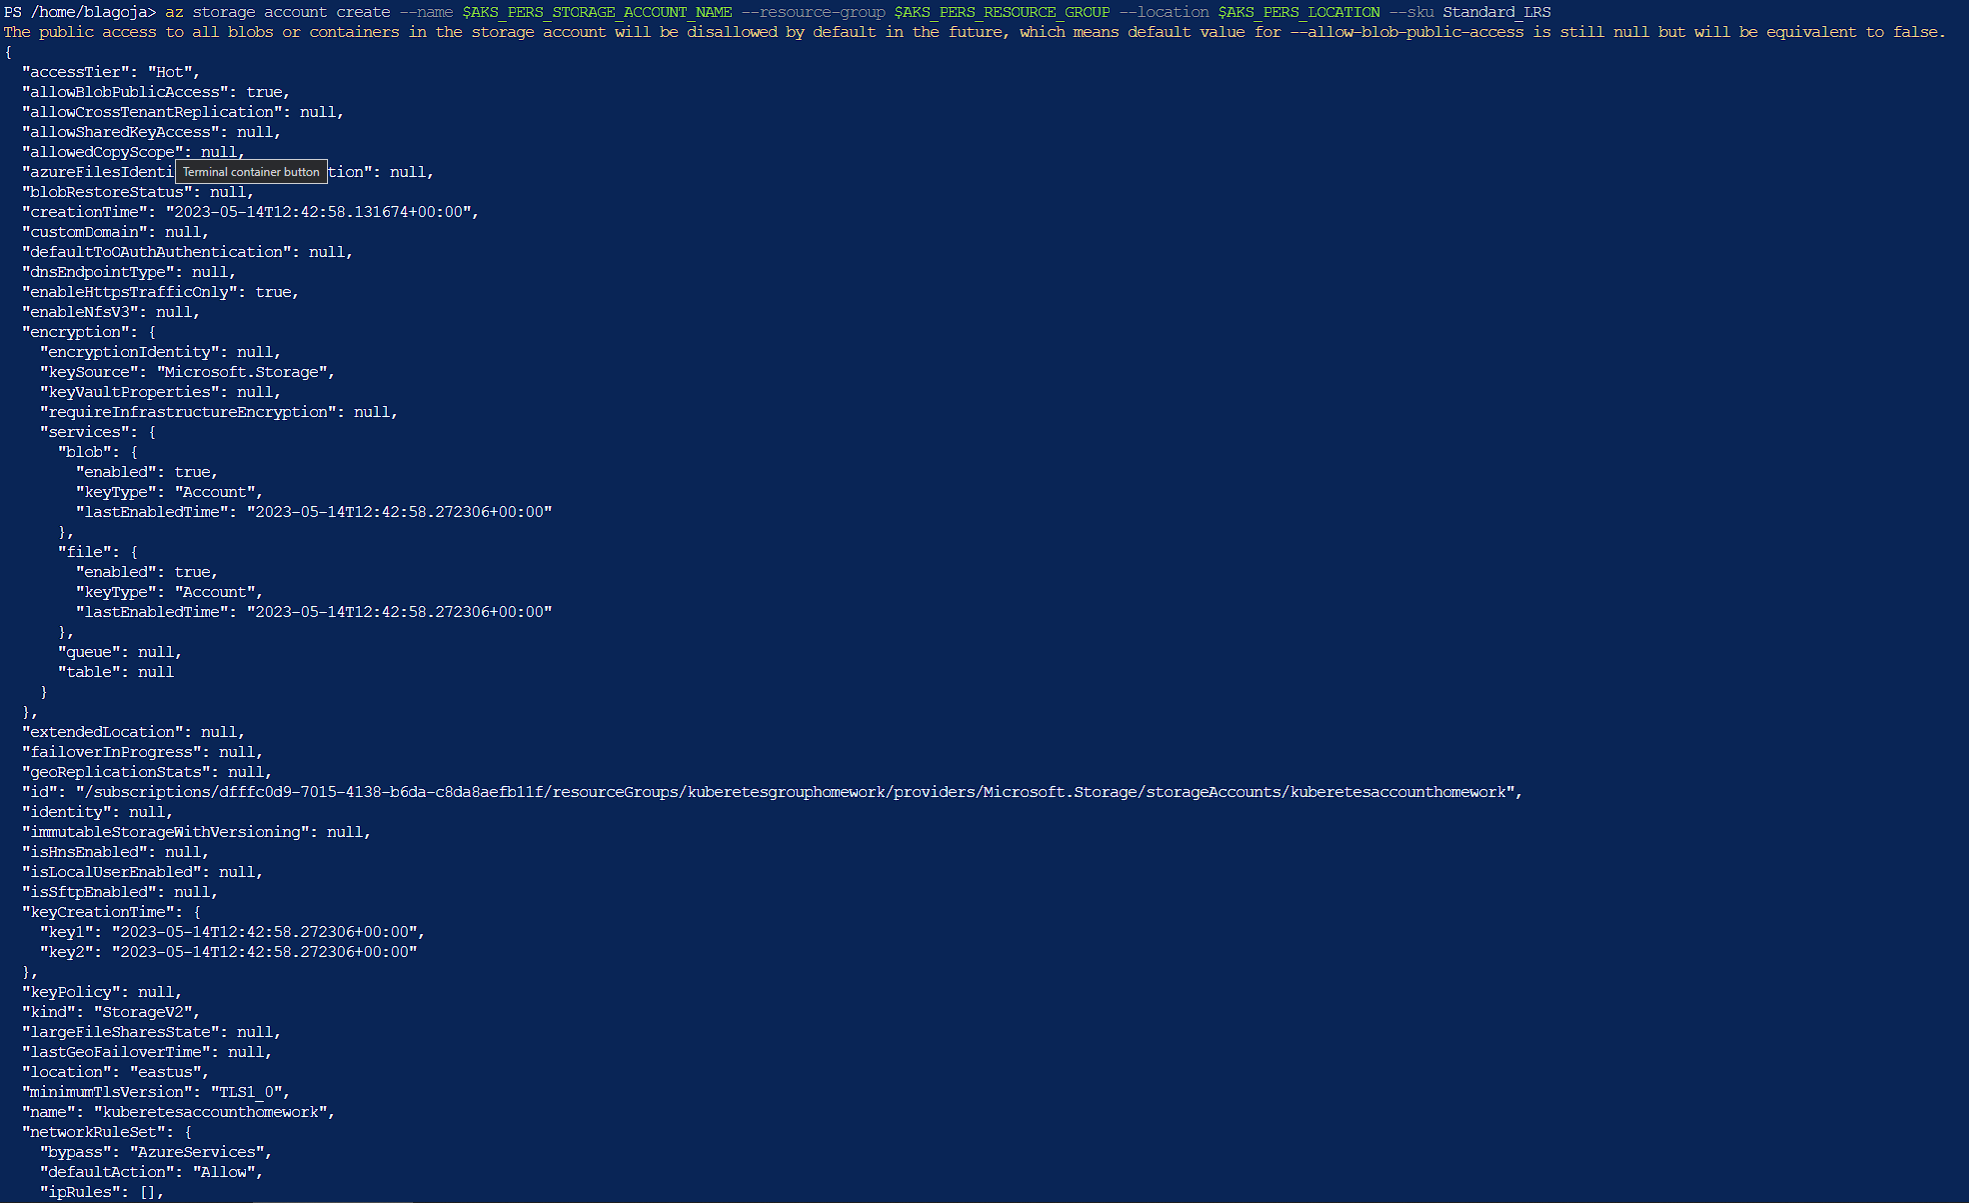 PS /home/blagoja> az storage account create --name $AKS_PERS_STORAGE_ACCOUNT_NAME --resource-group $AKS_PERS_RESOURCE_GROUP --location $AKS_PERS_LOCATION --sku Standard_LRS
The public access to all blobs or containers in the storage account will be disallowed by default in the future, which means default value for --allow-blob-public-access is still null but will be equivalent to false.
{
  "accessTier": "Hot",
  "allowBlobPublicAccess": true,
  "allowCrossTenantReplication": null,
  "allowSharedKeyAccess": null,
  "allowedCopyScope": null,
  "azureFilesIdenti Terminal container button tion": null,
  "blobRestoreStatus": null,
  "creationTime": "2023-05-14T12:42:58.131674+00:00",
  "customDomain": null,
  "defaultToOAuthAuthentication": null,
  "dnsEndpointType": null,
  "enableHttpsTrafficOnly": true,
  "enableNfsV3": null,
  "encryption": {
    "encryptionIdentity": null,
    "keySource": "Microsoft.Storage",
    "keyVaultProperties": null,
    "requireInfrastructureEncryption": null,
    "services": {
      "blob": {
        "enabled": true,
        "keyType": "Account",
        "lastEnabledTime": "2023-05-14T12:42:58.272306+00:00"
      },
      "file": {
        "enabled": true,
        "keyType": "Account",
        "lastEnabledTime": "2023-05-14T12:42:58.272306+00:00"
      },
      "queue": null,
      "table": null
    }
  },
  "extendedLocation": null,
  "failoverInProgress": null,
  "geoReplicationStats": null,
  "id": "/subscriptions/dfffc0d9-7015-4138-b6da-c8da8aefb11f/resourceGroups/kuberetesgrouphomework/providers/Microsoft.Storage/storageAccounts/kuberetesaccounthomework",
  "identity": null,
  "immutableStorageWithVersioning": null,
  "isHnsEnabled": null,
  "isLocalUserEnabled": null,
  "isSftpEnabled": null,
  "keyCreationTime": {
    "key1": "2023-05-14T12:42:58.272306+00:00",
    "key2": "2023-05-14T12:42:58.272306+00:00"
  },
  "keyPolicy": null,
  "kind": "StorageV2",
  "largeFileSharesState": null,
  "lastGeoFailoverTime": null,
  "location": "eastus",
  "minimumTlsVersion": "TLS1_0",
  "name": "kuberetesaccounthomework",
  "networkRuleSet": {
    "bypass": "AzureServices",
    "defaultAction": "Allow",
    "ipRules": [],